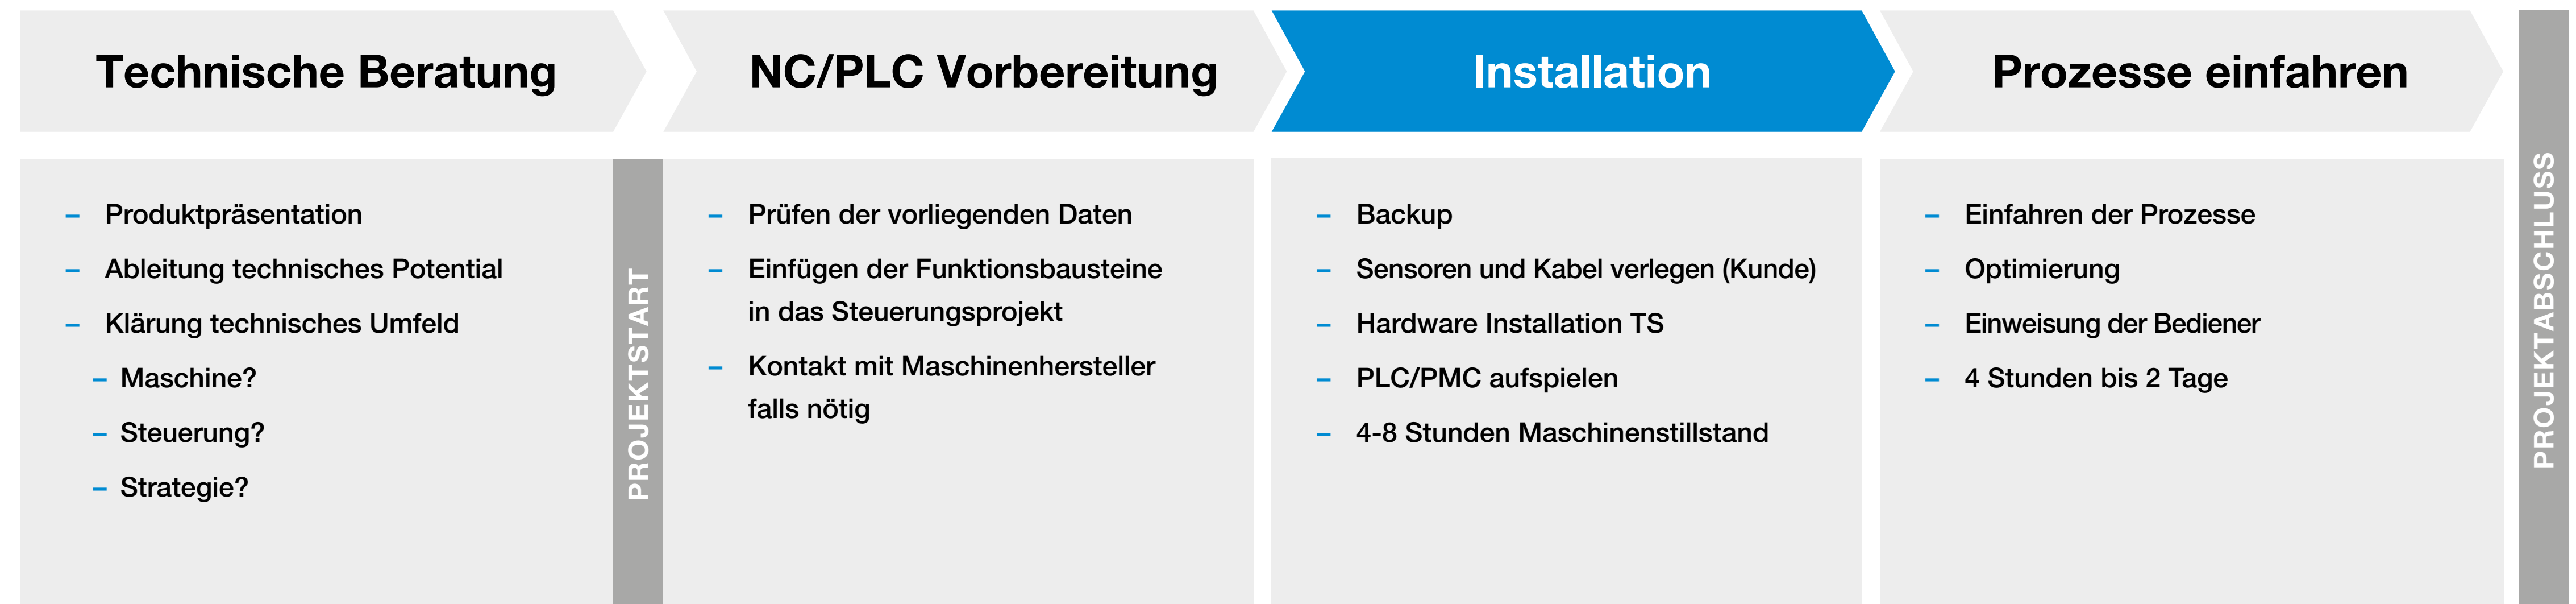 Technische Beratung
– Produktpräsentation
– Ableitung technisches Potential
– Klärung technisches Umfeld
– Maschine?
– Steuerung?
– Strategie?
PROJEKTSTART
NC/PLC Vorbereitung
– Prüfen der vorliegenden Daten
– Einfügen der Funktionsbausteine
in das Steuerungsprojekt
– Kontakt mit Maschinenhersteller
falls nötig
Installation
– Backup
– Sensoren und Kabel verlegen (Kunde)
– Hardware Installation TS
– PLC/PMC aufspielen
– 4-8 Stunden Maschinenstillstand
Prozesse einfahren
– Einfahren der Prozesse
– Optimierung
– Einweisung der Bediener
– 4 Stunden bis 2 Tage
PROJEKTABSCHLUSS